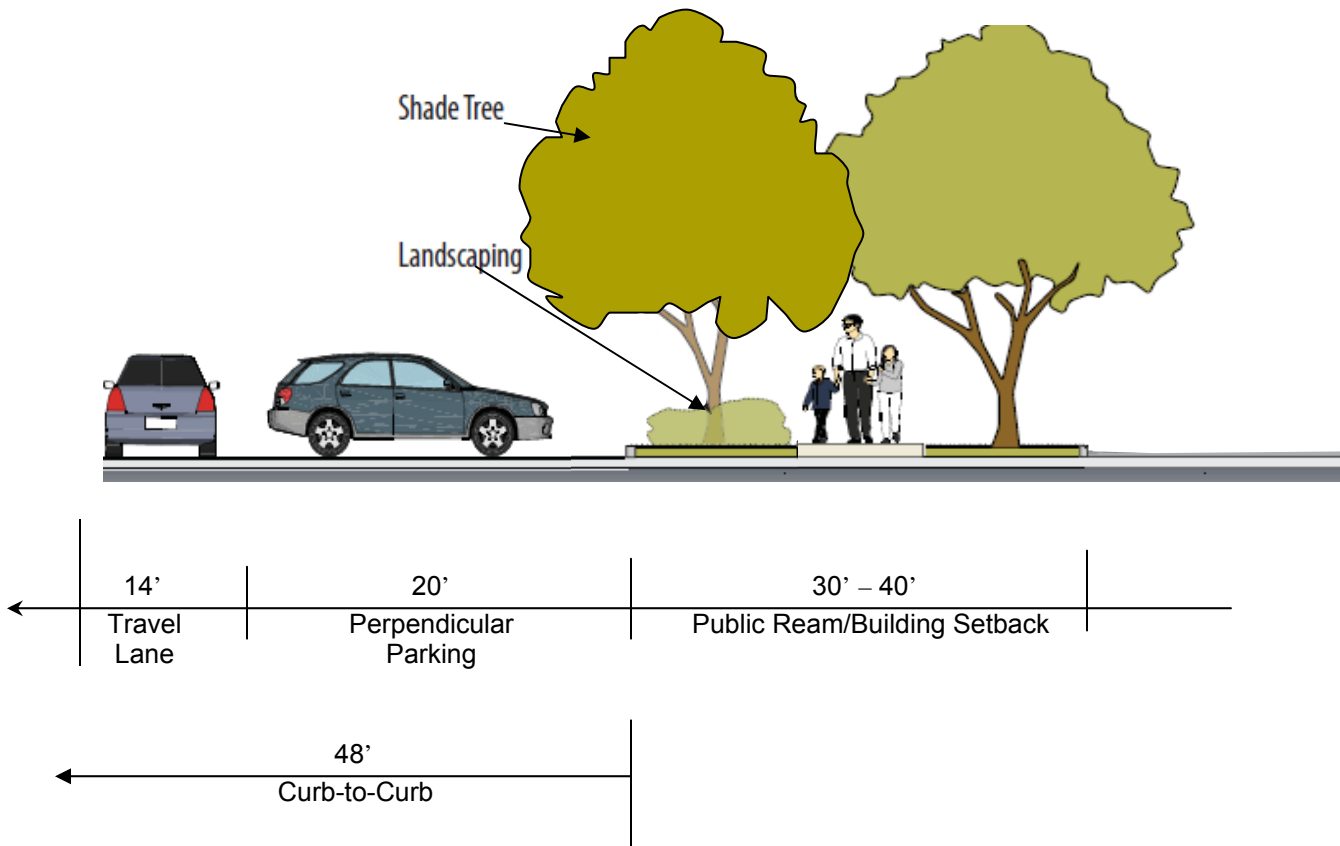 Shade Tree
Landscaping
14’
20’
30’ – 40’
Travel
Lane
Perpendicular
Parking
Public Ream/Building Setback
48’
Curb-to-Curb